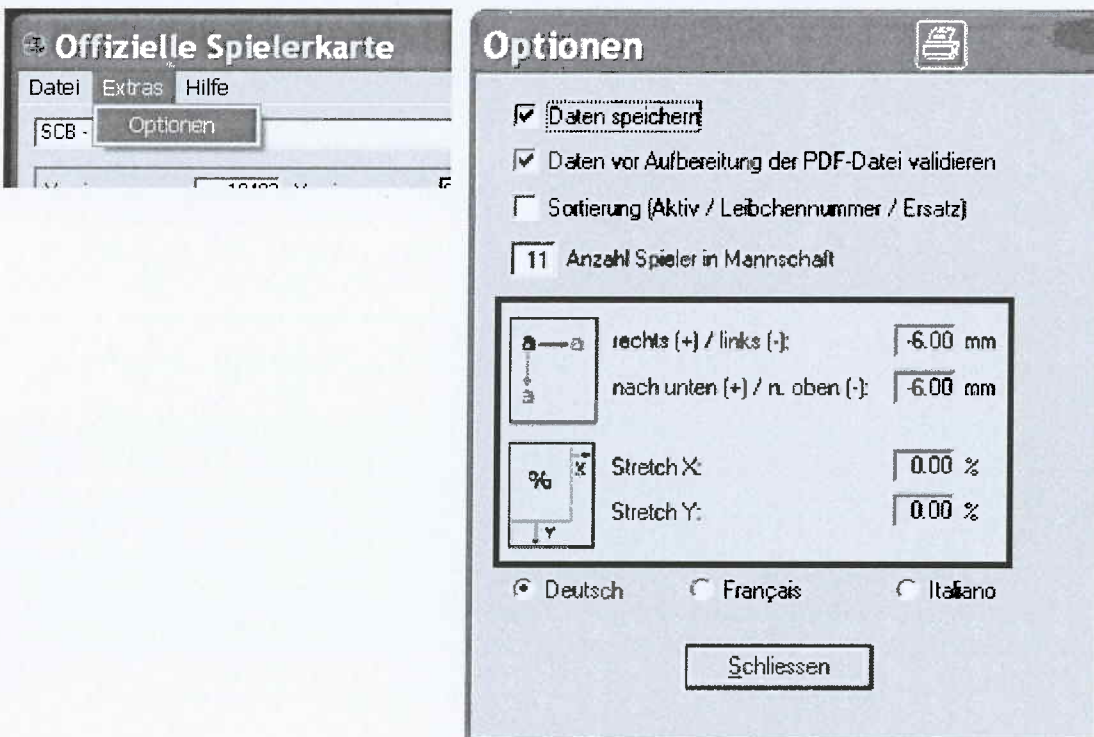 Offizielle Spielerkarte
Datei Extras Hilfe
Optionen
SCB -
Optionen
Daten speichern
Daten vor Aufbereitung der PDF-Datei validieren
Sortierung (Aktiv / Leibchennummer / Ersatz)
11 Anzahl Spieler in Mannschaft
a a
a
rechts (+) / links (-): -6.00 mm
nach unten (+) / n. oben (-): -6.00 mm
% X
Y
Stretch X: 0.00 %
Stretch Y: 0.00 %
Deutsch Français Italiano
Schliessen